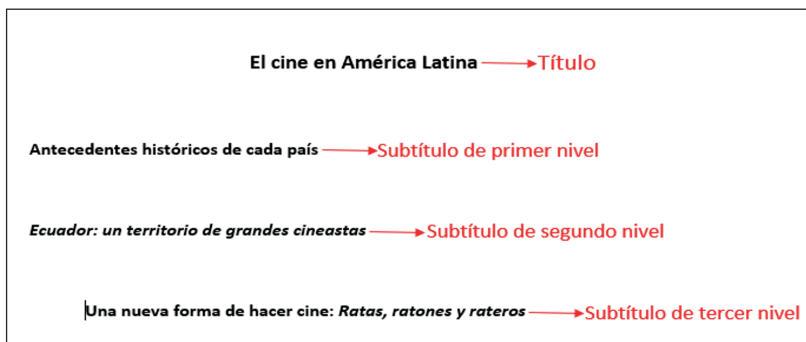 El cine en América Latina Título
Antecedentes históricos de cada país Subtítulo de primer nivel
Ecuador: un territorio de grandes cineastas Subtítulo de segundo nivel
Una nueva forma de hacer cine: Ratas, ratones y rateros Subtítulo de tercer nivel